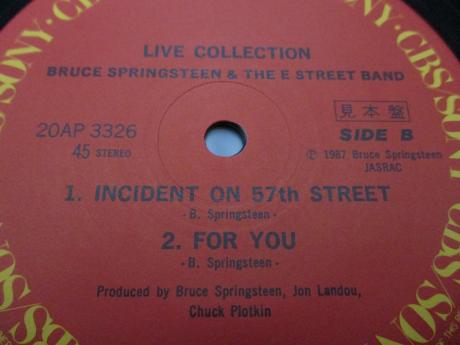 LIVE COLLECTION
BRUCE SPRINGSTEEN & THE E STREET BAND
見本盤
20AP 3326
SIDE B
45 STEREO
Ⓟ 1987 Bruce Springsteen
JASRAC
1. INCIDENT ON 57th STREET
- B. Springsteen -
2. FOR YOU
- B. Springsteen -
Produced by Bruce Springsteen, Jon Landou,
Chuck Plotkin
SONY · CBS/SONY